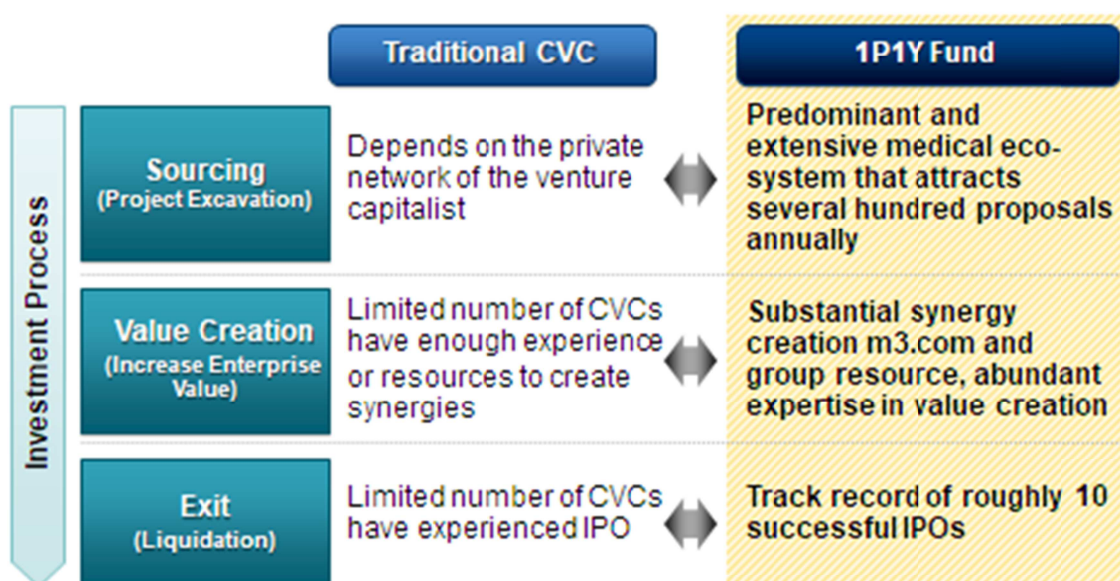 Traditional CVC
1P1Y Fund
Investment Process
Sourcing
(Project Excavation)
Depends on the private
network of the venture
capitalist
Predominant and
extensive medical eco-
system that attracts
several hundred proposals
annually
Value Creation
(Increase Enterprise
Value)
Limited number of CVCs
have enough experience
or resources to create
synergies
Substantial synergy
creation m3.com and
group resource, abundant
expertise in value creation
Exit
(Liquidation)
Limited number of CVCs
have experienced IPO
Track record of roughly 10
successful IPOs